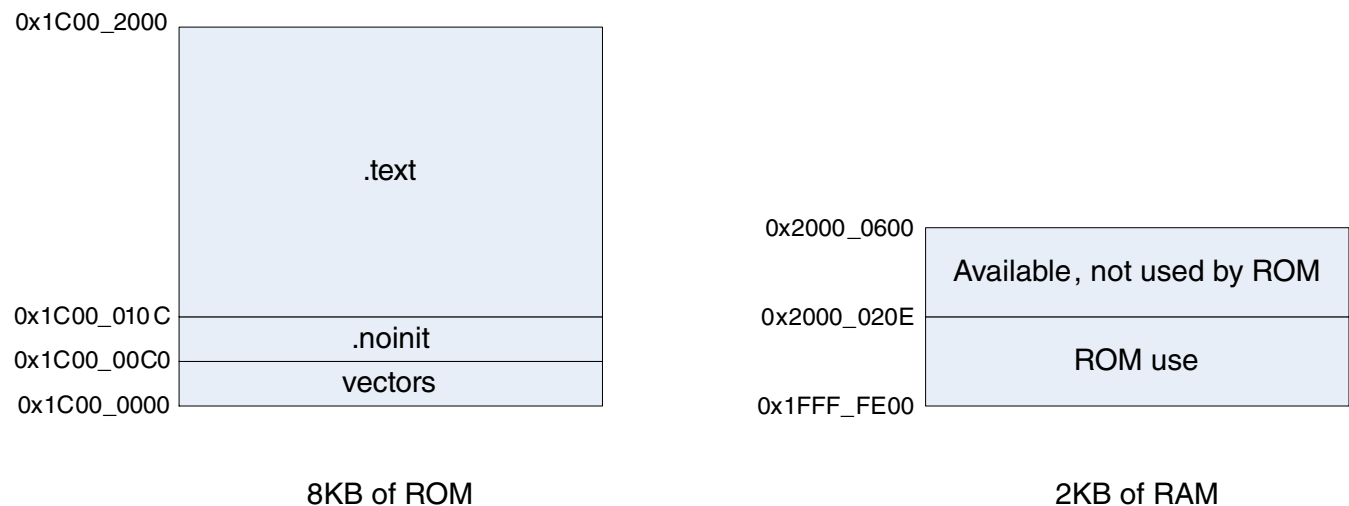 0x1C00_2000
.text
0x1C00_010C
.noinit
0x1C00_00C0
vectors
0x1C00_0000
8KB of ROM
0x2000_0600
Available, not used by ROM
0x2000_020E
ROM use
0x1FFF_FE00
2KB of RAM